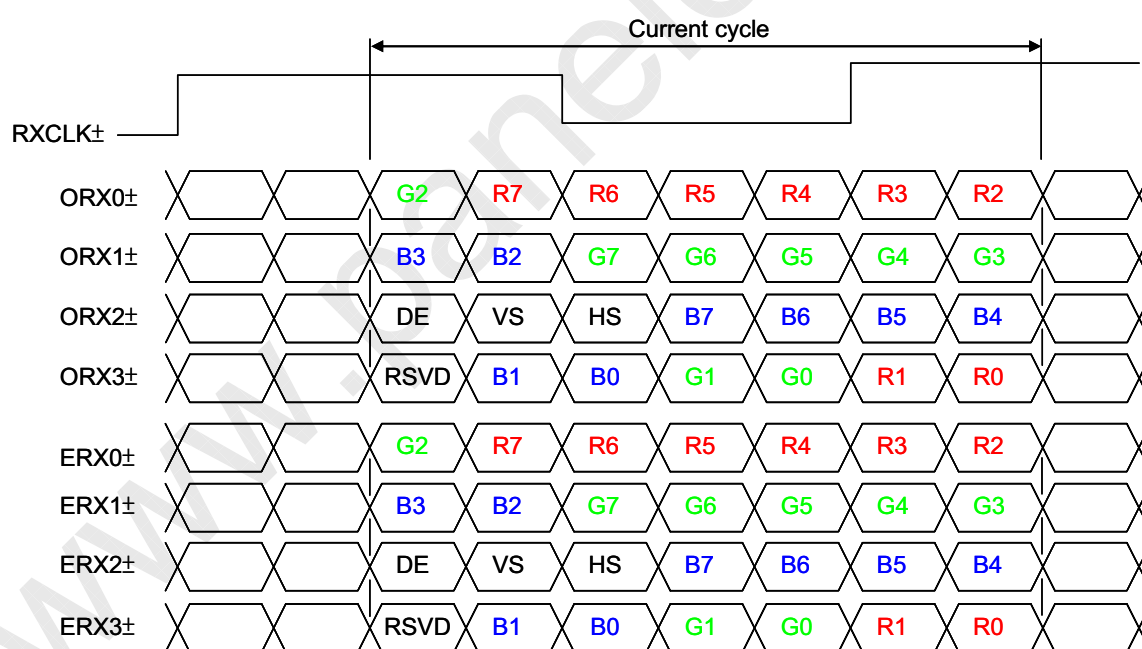 Current cycle
RXCLK±
ORX0± G2 R7 R6 R5 R4 R3 R2
ORX1± B3 B2 G7 G6 G5 G4 G3
ORX2± DE VS HS B7 B6 B5 B4
ORX3± RSVD B1 B0 G1 G0 R1 R0
ERX0± G2 R7 R6 R5 R4 R3 R2
ERX1± B3 B2 G7 G6 G5 G4 G3
ERX2± DE VS HS B7 B6 B5 B4
ERX3± RSVD B1 B0 G1 G0 R1 R0
www.panel